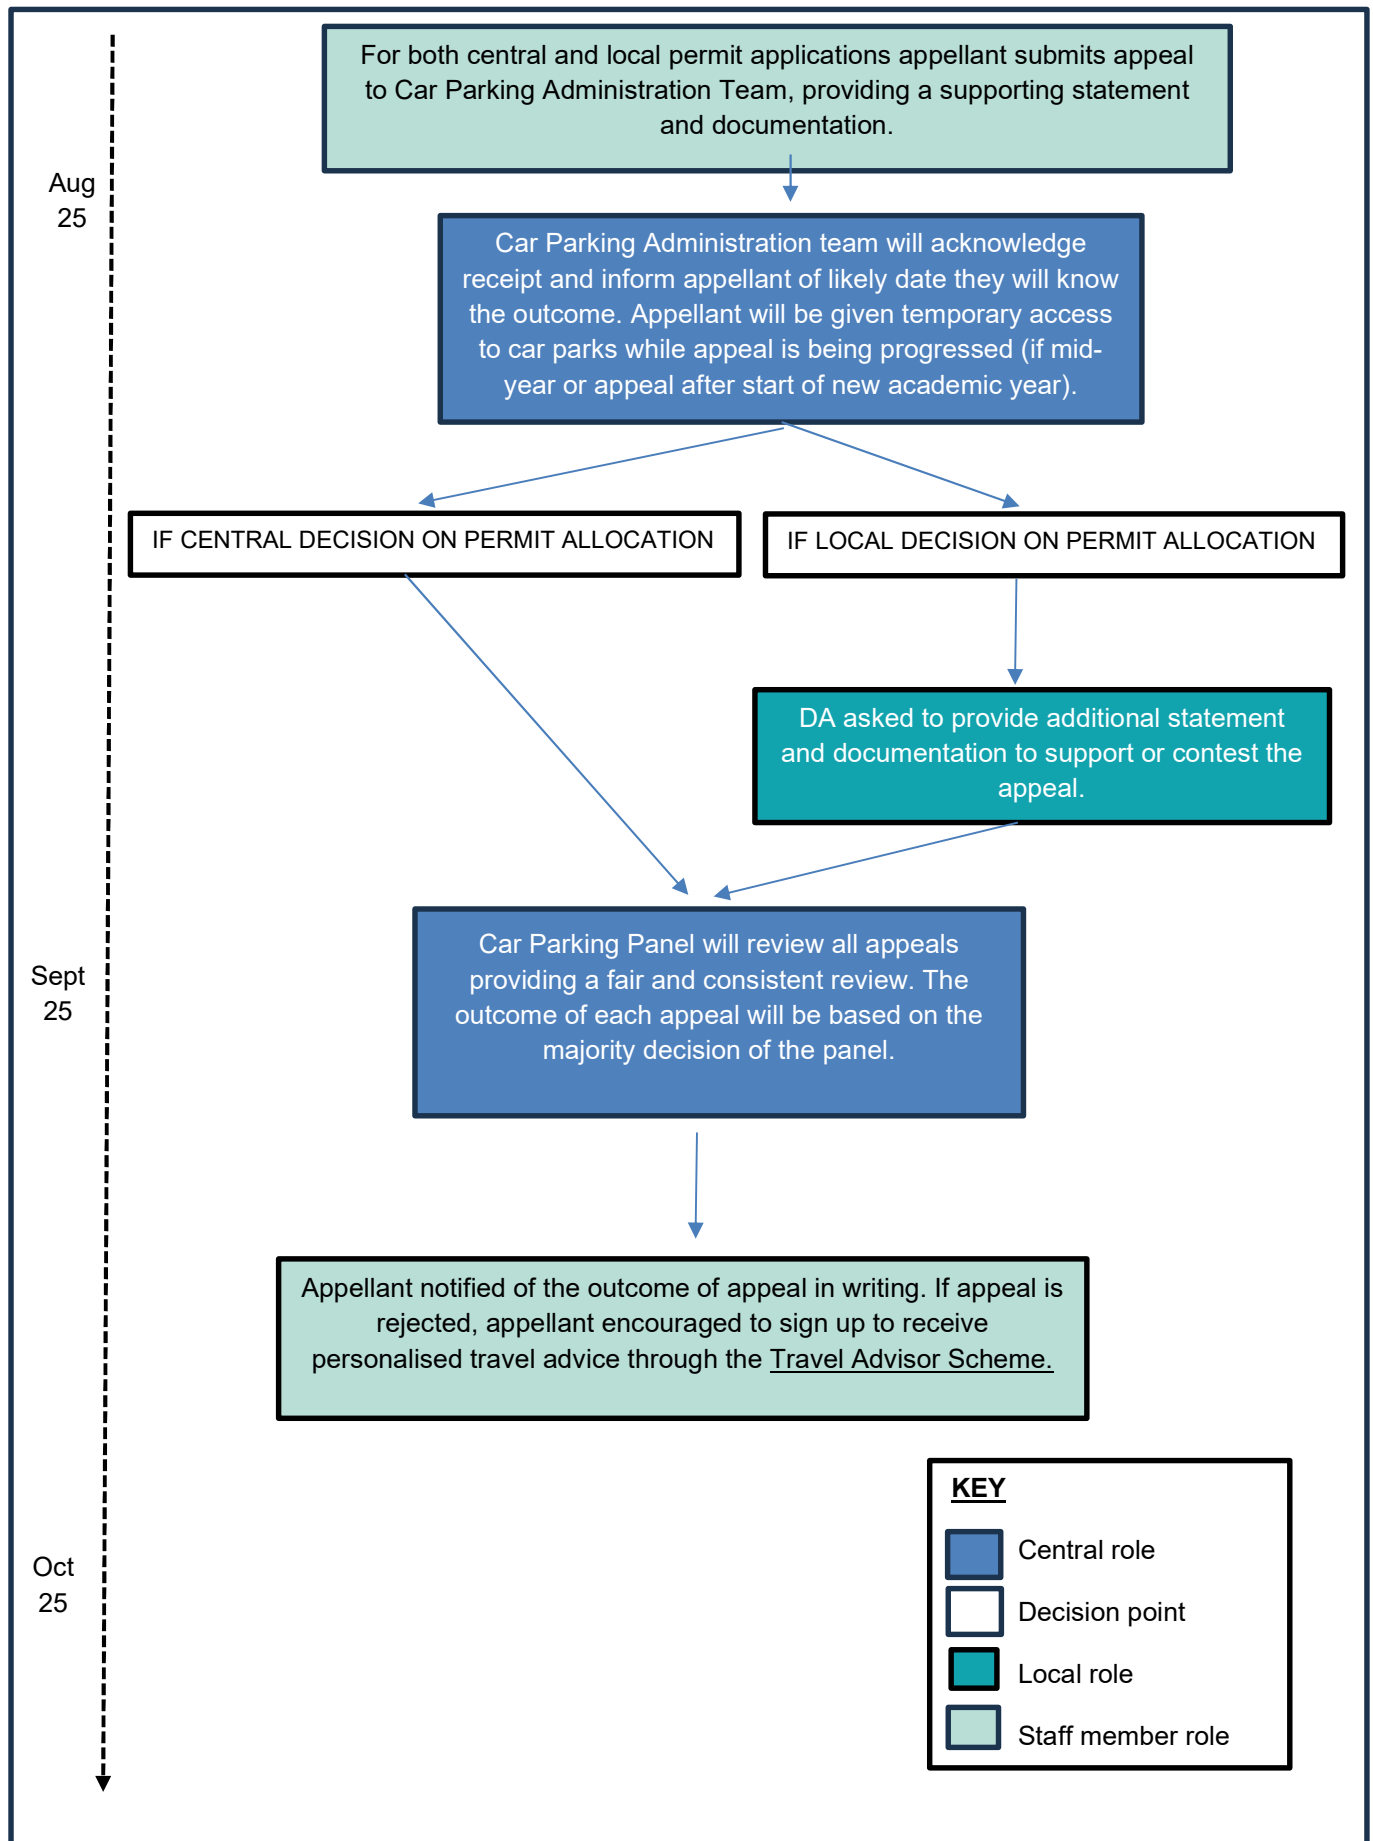 For both central and local permit applications appellant submits appeal
to Car Parking Administration Team, providing a supporting statement
and documentation.
Aug
25
Car Parking Administration team will acknowledge
receipt and inform appellant of likely date they will know
the outcome. Appellant will be given temporary access
to car parks while appeal is being progressed (if mid-
year or appeal after start of new academic year).
IF CENTRAL DECISION ON PERMIT ALLOCATION
IF LOCAL DECISION ON PERMIT ALLOCATION
DA asked to provide additional statement
and documentation to support or contest the
appeal.
Sept
25
Car Parking Panel will review all appeals
providing a fair and consistent review. The
outcome of each appeal will be based on the
majority decision of the panel.
Appellant notified of the outcome of appeal in writing. If appeal is
rejected, appellant encouraged to sign up to receive
personalised travel advice through the Travel Advisor Scheme.
Oct
25
KEY
Central role
Decision point
Local role
Staff member role